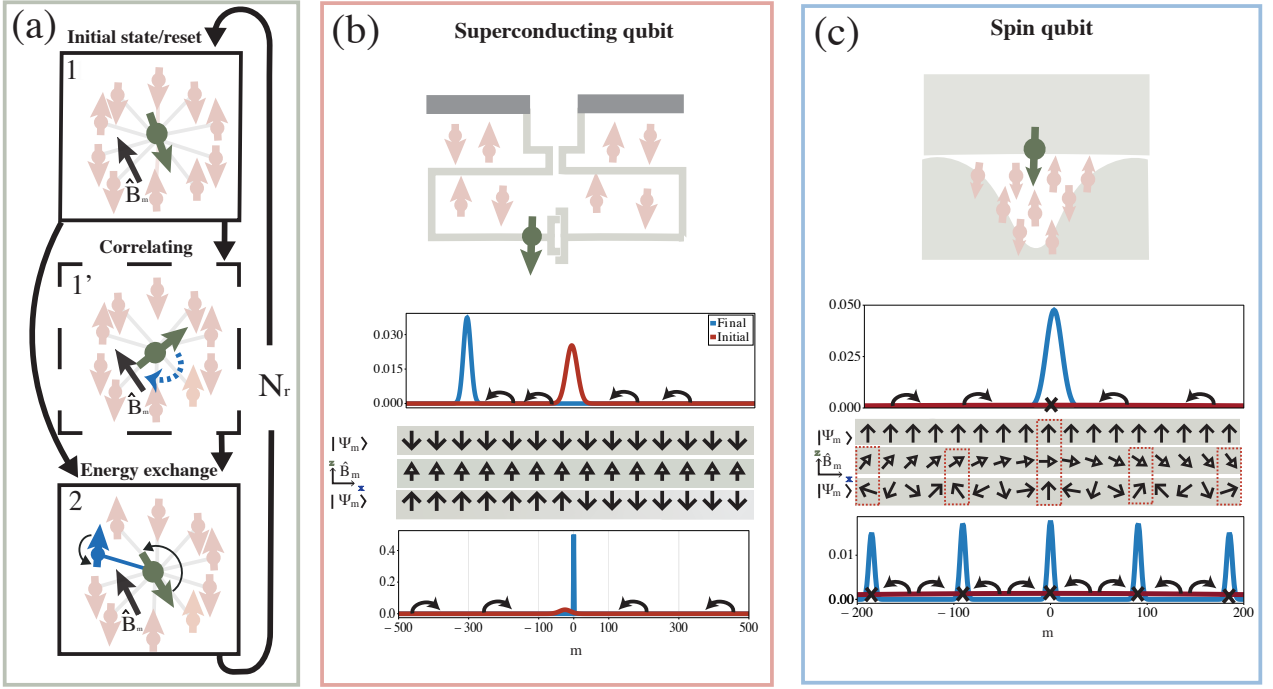 (a)
Initial state/reset
1
B̂m
Correlating
1’
B̂m
Nr
Energy exchange
2
B̂m
(b)
Superconducting qubit
Final
Initial
0.030
0.015
0.000
|Ψm⟩
z B̂m
x
|Ψm⟩
0.4
0.2
0.0
−500 −300 −100 0 100 300 500
m
(c)
Spin qubit
0.050
0.025
0.000
|Ψm⟩
z B̂m
x
|Ψm⟩
0.01
0.00
−200 −100 0 100 200
m